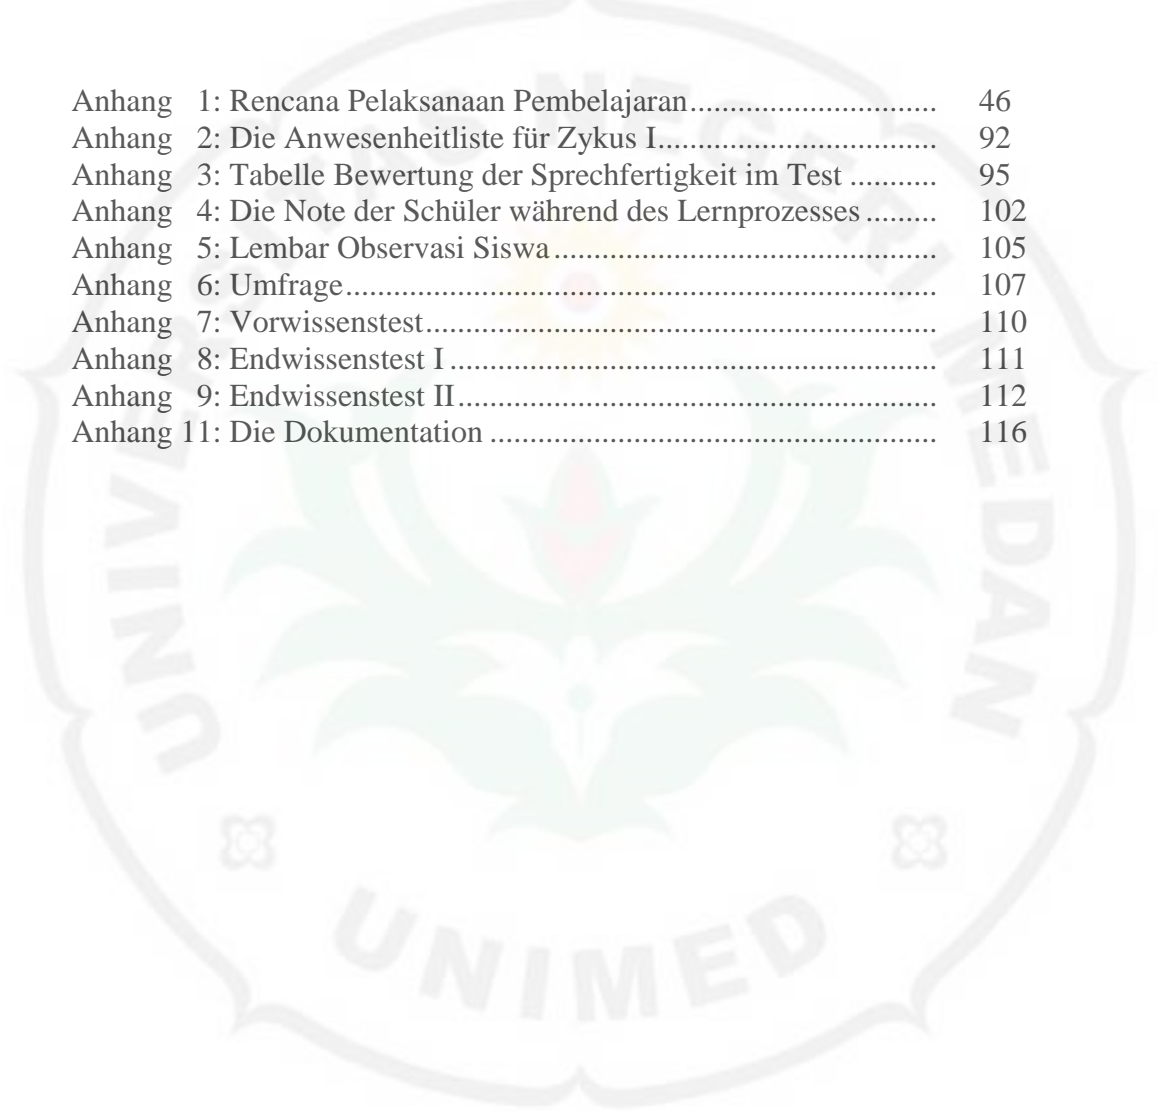 Anhang 1: Rencana Pelaksanaan Pembelajaran.............................. 46
Anhang 2: Die Anwesenheitliste für Zykus I.................................. 92
Anhang 3: Tabelle Bewertung der Sprechfertigkeit im Test ........... 95
Anhang 4: Die Note der Schüler während des Lernprozesses ......... 102
Anhang 5: Lembar Observasi Siswa............................................... 105
Anhang 6: Umfrage......................................................................... 107
Anhang 7: Vorwissenstest............................................................... 110
Anhang 8: Endwissenstest I ............................................................ 111
Anhang 9: Endwissenstest II........................................................... 112
Anhang 11: Die Dokumentation ...................................................... 116
UNIVERSITAS NEGERI MEDAN
UNIMED